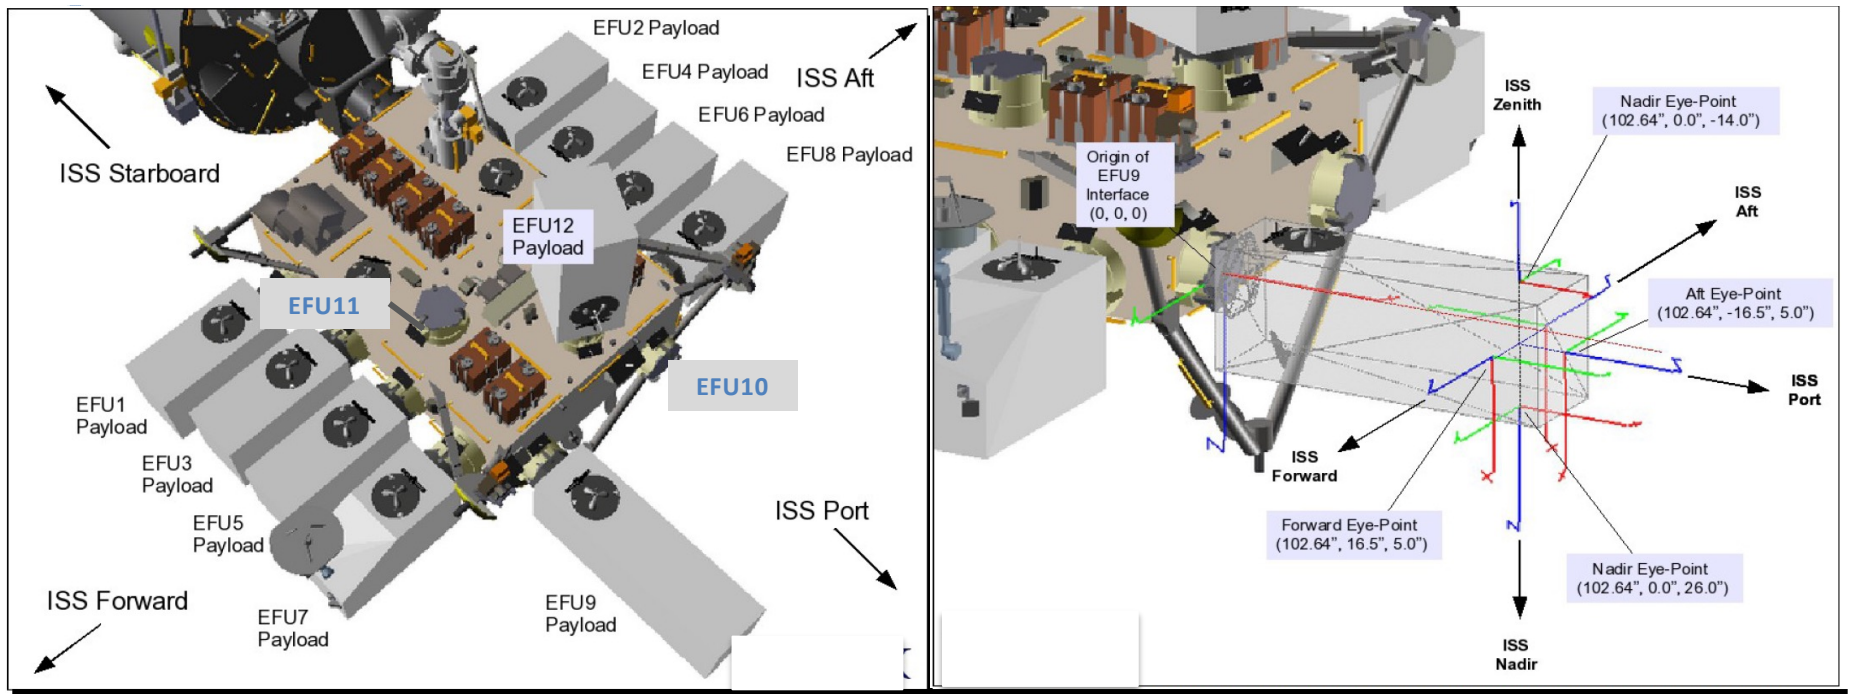 EFU2 Payload
EFU4 Payload
ISS Aft
EFU6 Payload
EFU8 Payload
ISS Starboard
EFU12
Payload
EFU11
EFU10
EFU1
Payload
EFU3
Payload
EFU5
Payload
ISS Port
ISS Forward
EFU7
Payload
EFU9
Payload
ISS
Zenith
Nadir Eye-Point
(102.64”, 0.0”, -14.0”)
Origin of
EFU9
Interface
(0, 0, 0)
ISS
Aft
Aft Eye-Point
(102.64”, -16.5”, 5.0”)
ISS
Port
ISS
Forward
Forward Eye-Point
(102.64”, 16.5”, 5.0”)
Nadir Eye-Point
(102.64”, 0.0”, 26.0”)
ISS
Nadir